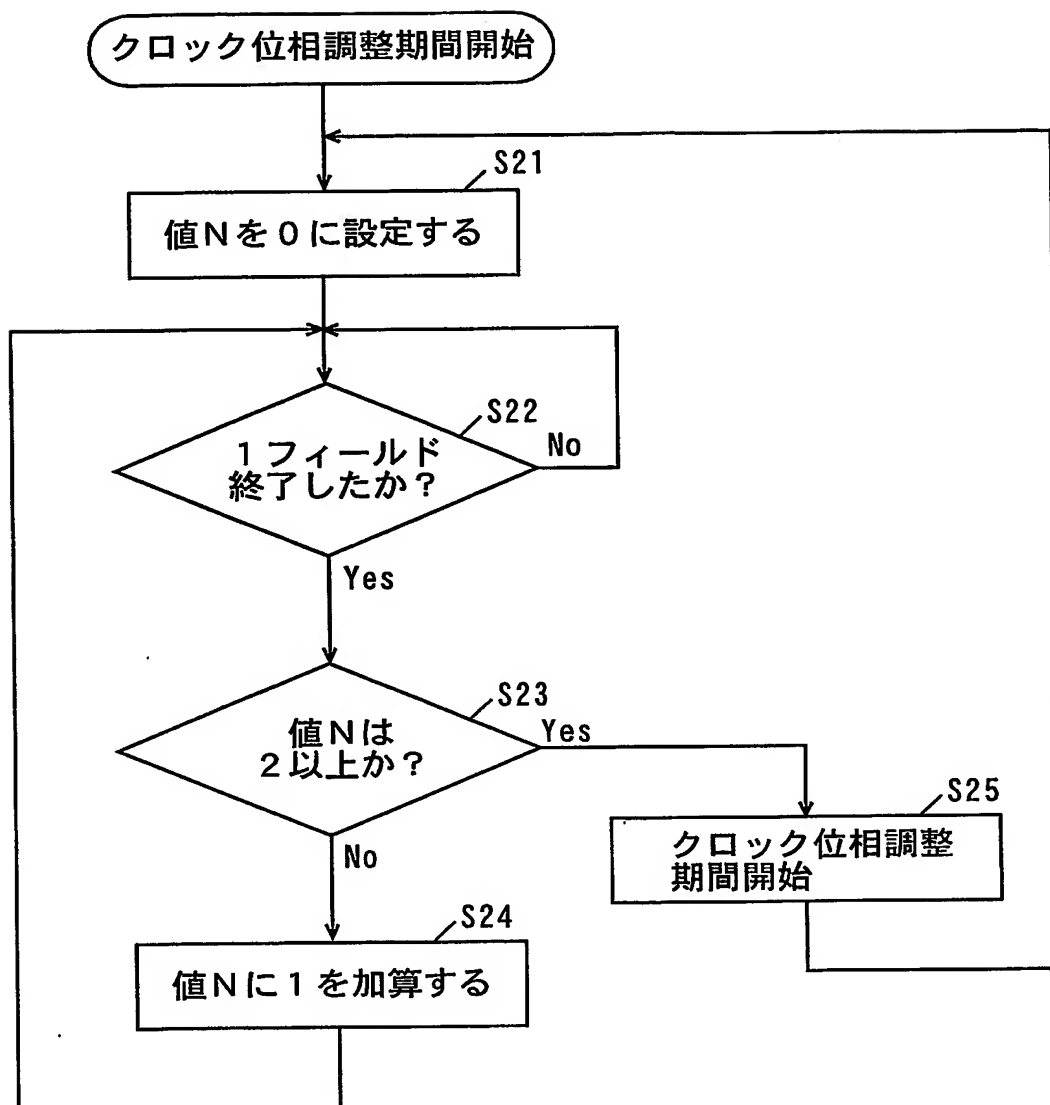 クロック位相調整期間開始
S21
値Nを0に設定する
S22
1フィールド
終了したか?
No
Yes
S23
値Nは
2以上か?
Yes
No
S25
クロック位相調整
期間開始
S24
値Nに1を加算する